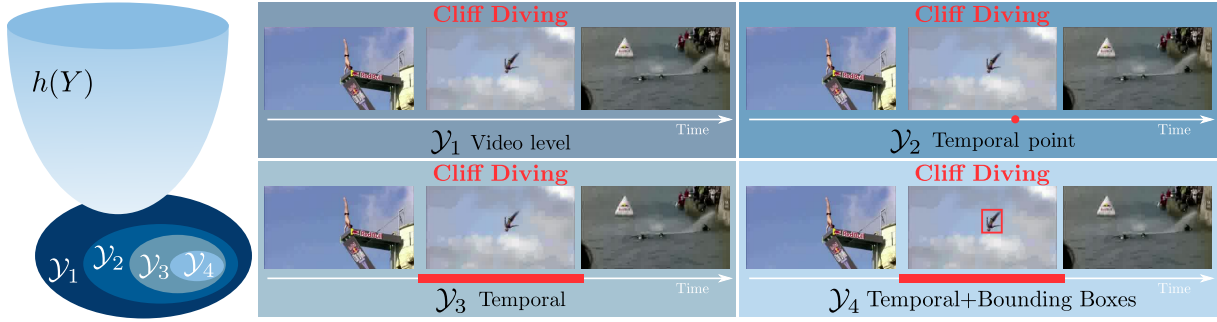 h(Y)
𝒴₁
𝒴₂
𝒴₃
𝒴₄
Cliff Diving
Time
𝒴₁ Video level
Cliff Diving
Time
𝒴₂ Temporal point
Cliff Diving
Time
𝒴₃ Temporal
Cliff Diving
Time
𝒴₄ Temporal+Bounding Boxes